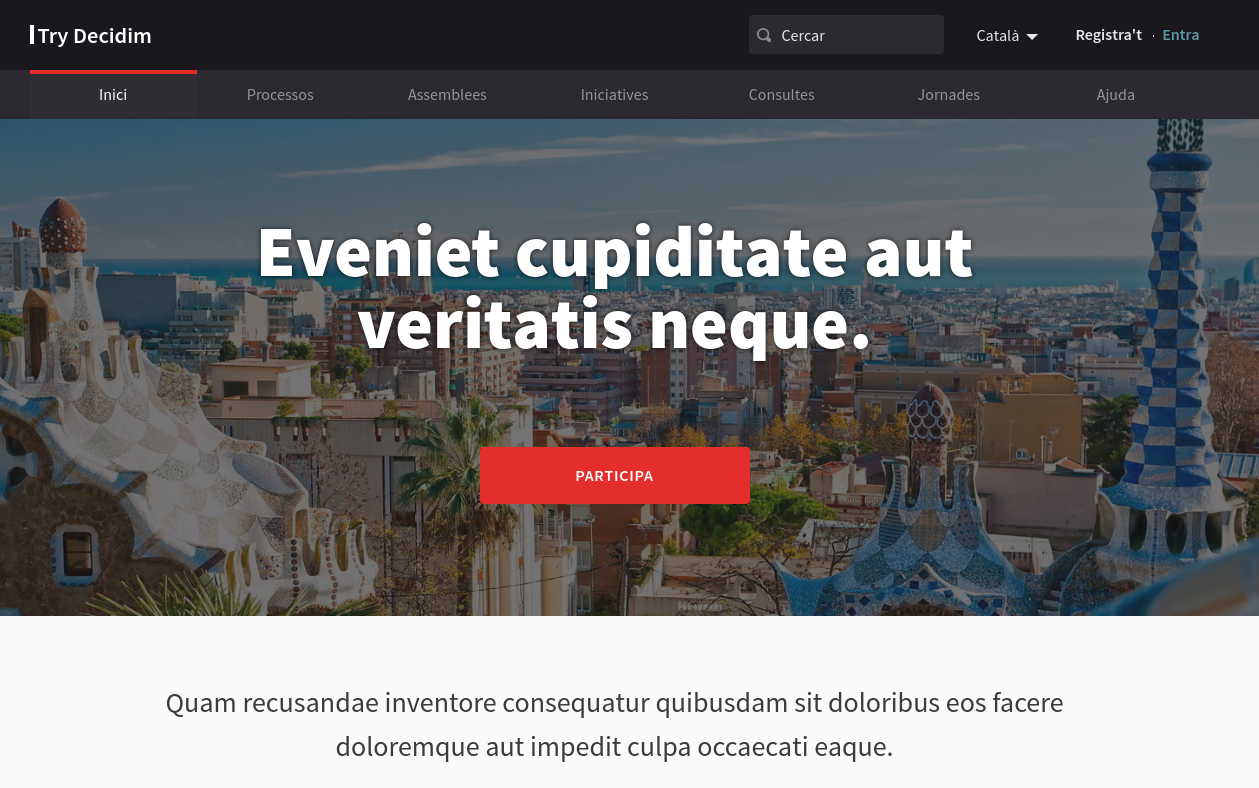 Try Decidim
Cercar
Català
Registra't · Entra
Inici
Processos
Assemblees
Iniciatives
Consultes
Jornades
Ajuda
Eveniet cupiditate aut
veritatis neque.
PARTICIPA
Quam recusandae inventore consequatur quibusdam sit doloribus eos facere
doloremque aut impedit culpa occaecati eaque.